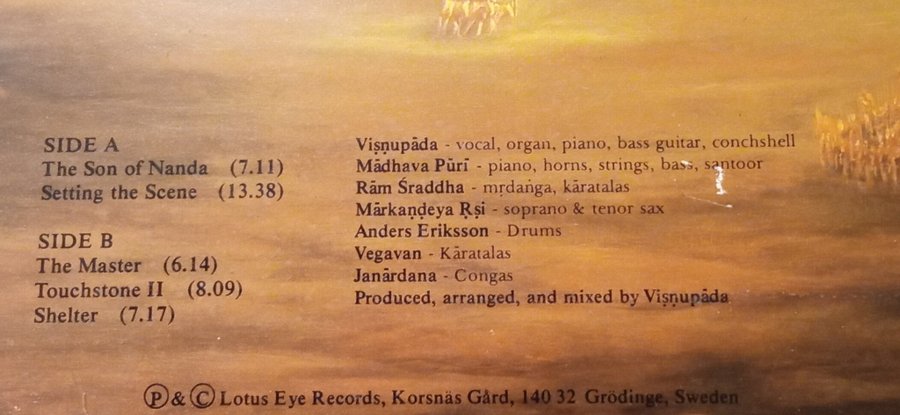 SIDE A
The Son of Nanda (7.11)
Setting the Scene (13.38)
SIDE B
The Master (6.14)
Touchstone II (8.09)
Shelter (7.17)
Viṣṇupāda - vocal, organ, piano, bass guitar, conchshell
Mādhava Pūrī - piano, horns, strings, bass, santoor
Rām Śraddha - mṛdaṅga, kāratalas
Mārkaṇḍeya Ṛṣi - soprano & tenor sax
Anders Eriksson - Drums
Vegavan - Kāratalas
Janārdana - Congas
Produced, arranged, and mixed by Viṣṇupāda
Ⓟ & © Lotus Eye Records, Korsnäs Gård, 140 32 Grödinge, Sweden